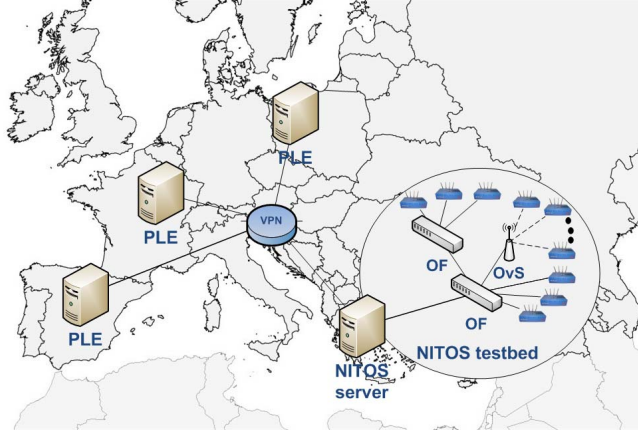 PLE
PLE
VPN
OF
OvS
PLE
OF
NITOS testbed
NITOS
server